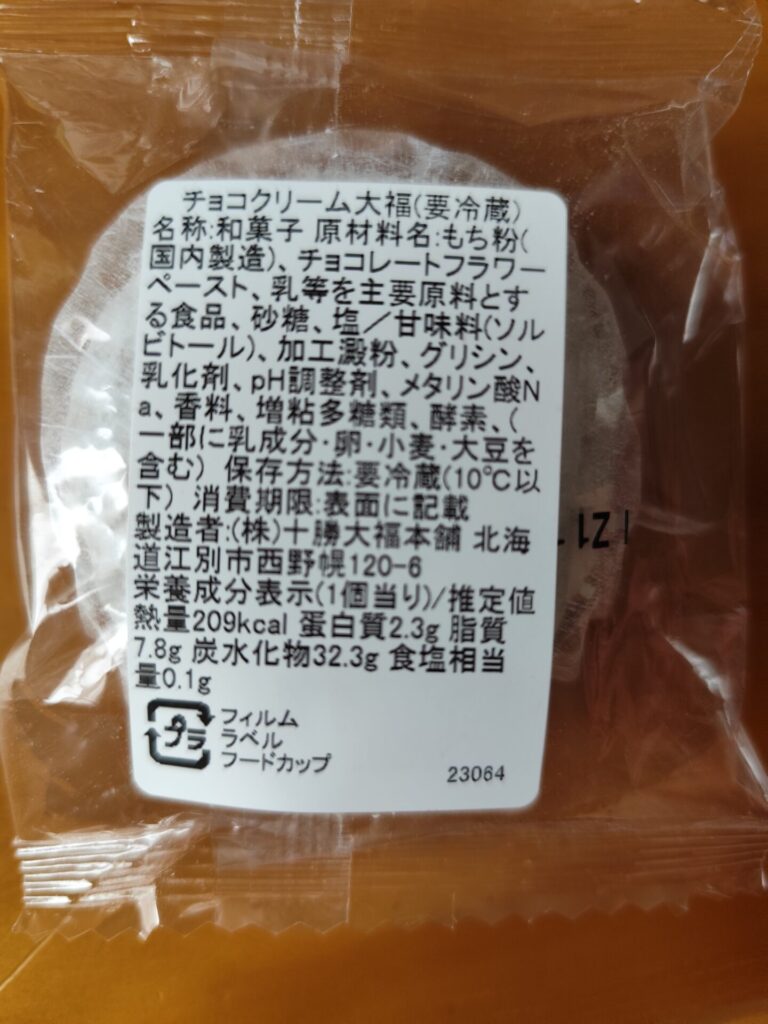 チョコクリーム大福(要冷蔵)
名称:和菓子 原材料名:もち粉(
国内製造)、チョコレートフラワー
ペースト、乳等を主要原料とす
る食品、砂糖、塩／甘味料(ソル
ビトール)、加工澱粉、グリシン、
乳化剤、pH調整剤、メタリン酸N
a、香料、増粘多糖類、酵素、(
一部に乳成分・卵・小麦・大豆を
含む) 保存方法:要冷蔵(10℃以
下) 消費期限:表面に記載
製造者:(株)十勝大福本舗 北海
道江別市西野幌120-6
栄養成分表示(1個当り)/推定値
熱量209kcal 蛋白質2.3g 脂質
7.8g 炭水化物32.3g 食塩相当
量0.1g
プラ
フィルム
ラベル
フードカップ
23064